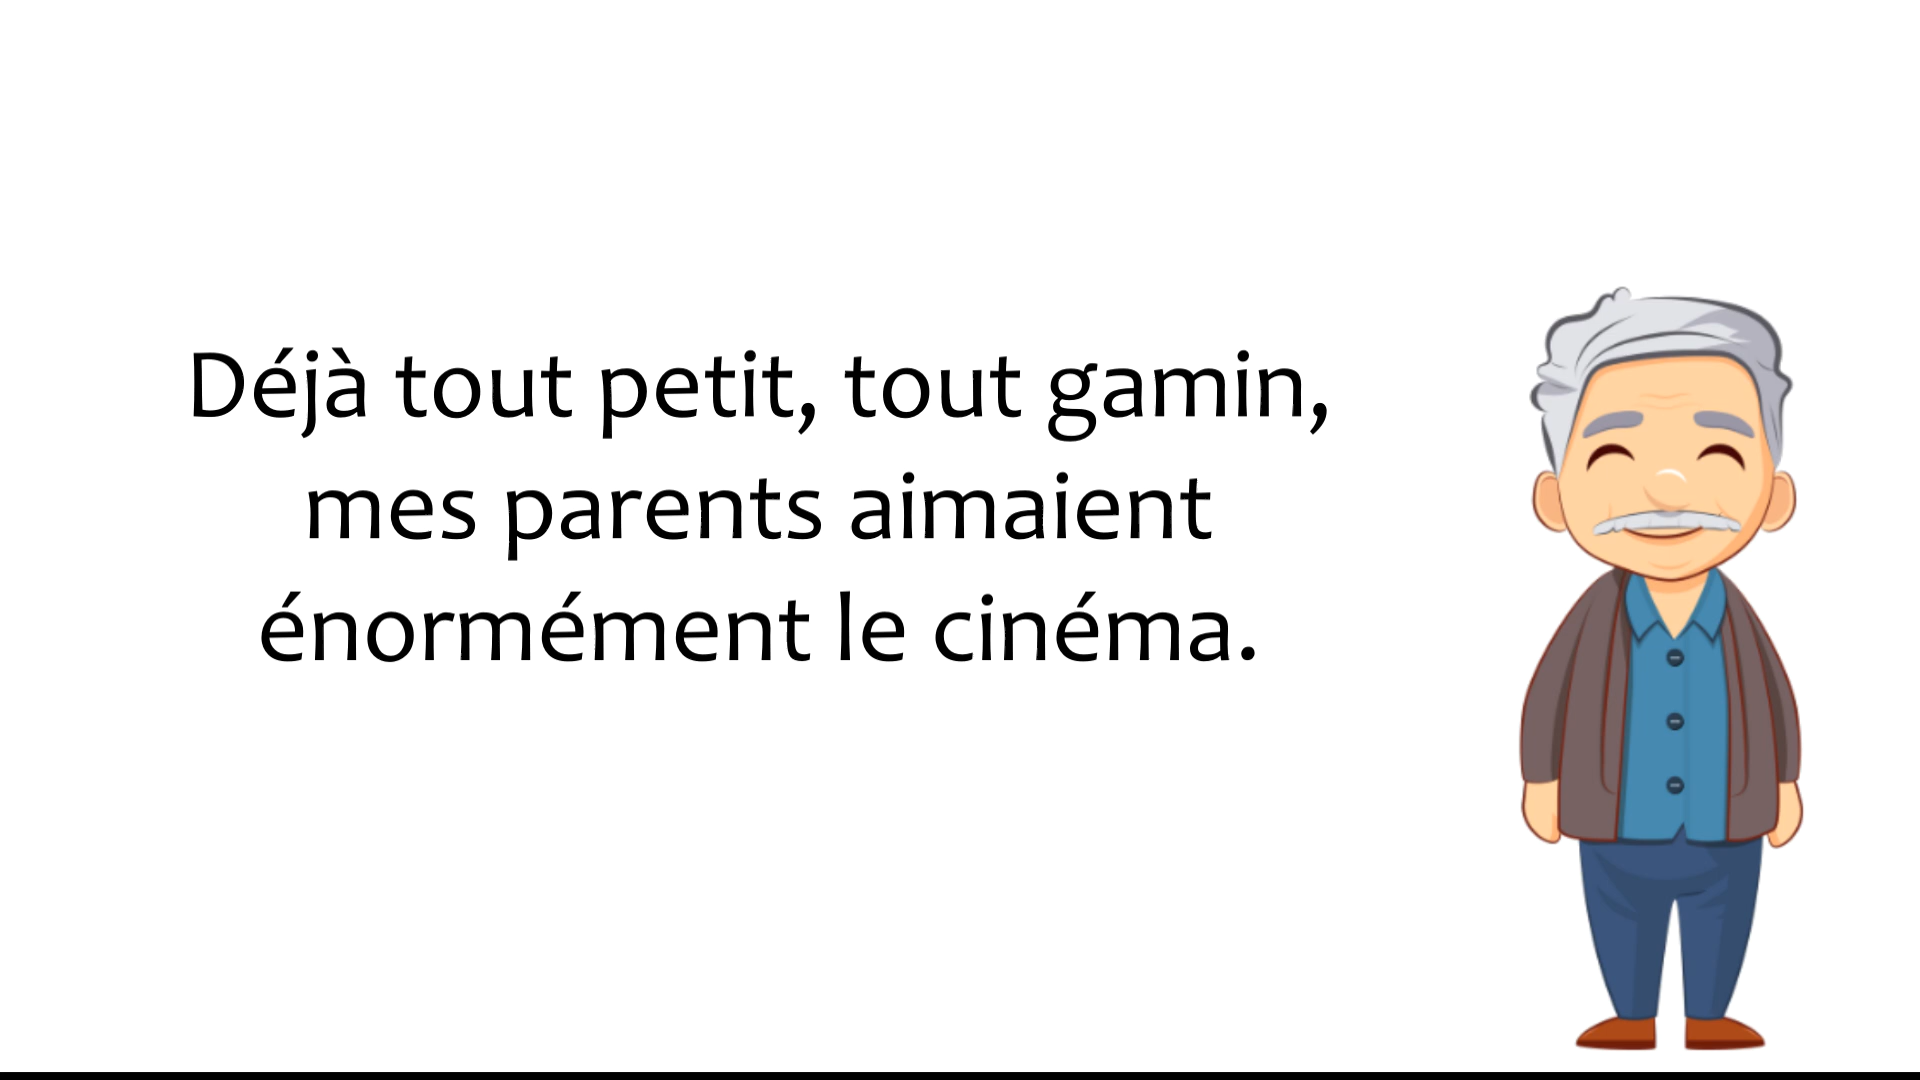 Déjà tout petit, tout gamin,
mes parents aimaient
énormément le cinéma.